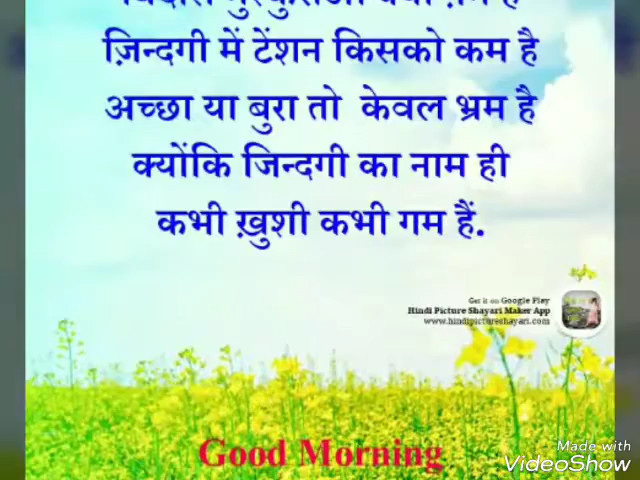 ज़िन्दगी में टेंशन किसको कम है
अच्छा या बुरा तो केवल भ्रम है
क्योंकि जिन्दगी का नाम ही
कभी ख़ुशी कभी गम हैं.
Get it on Google Play
Hindi Picture Shayari Maker App
www.hindipictureshayari.com
Good Morning
Made with
VideoShow